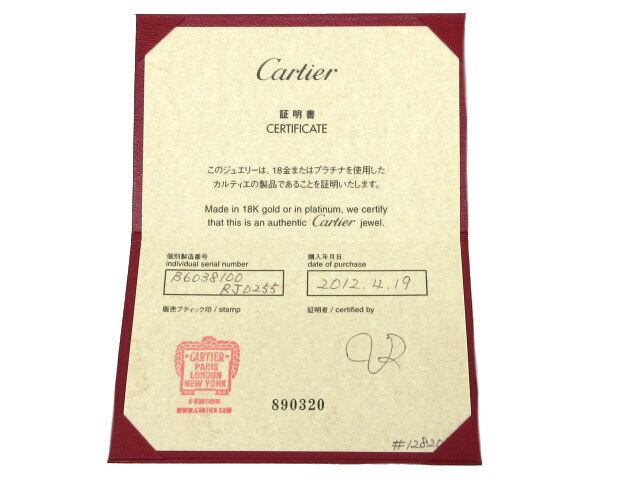 Cartier
証明書
CERTIFICATE
このジュエリーは、18金またはプラチナを使用した
カルティエの製品であることを証明いたします。
Made in 18K gold or in platinum, we certify
that this is an authentic Cartier jewel.
個別製造番号
individual serial number
B6038100
RJ0255
購入年月日
date of purchase
2012.4.19
販売ブティック印 / stamp
証明者 / certified by
CARTIER
PARIS
LONDON
NEW YORK
E-BOUTIQUE
WWW.CARTIER.COM
890320
#12820